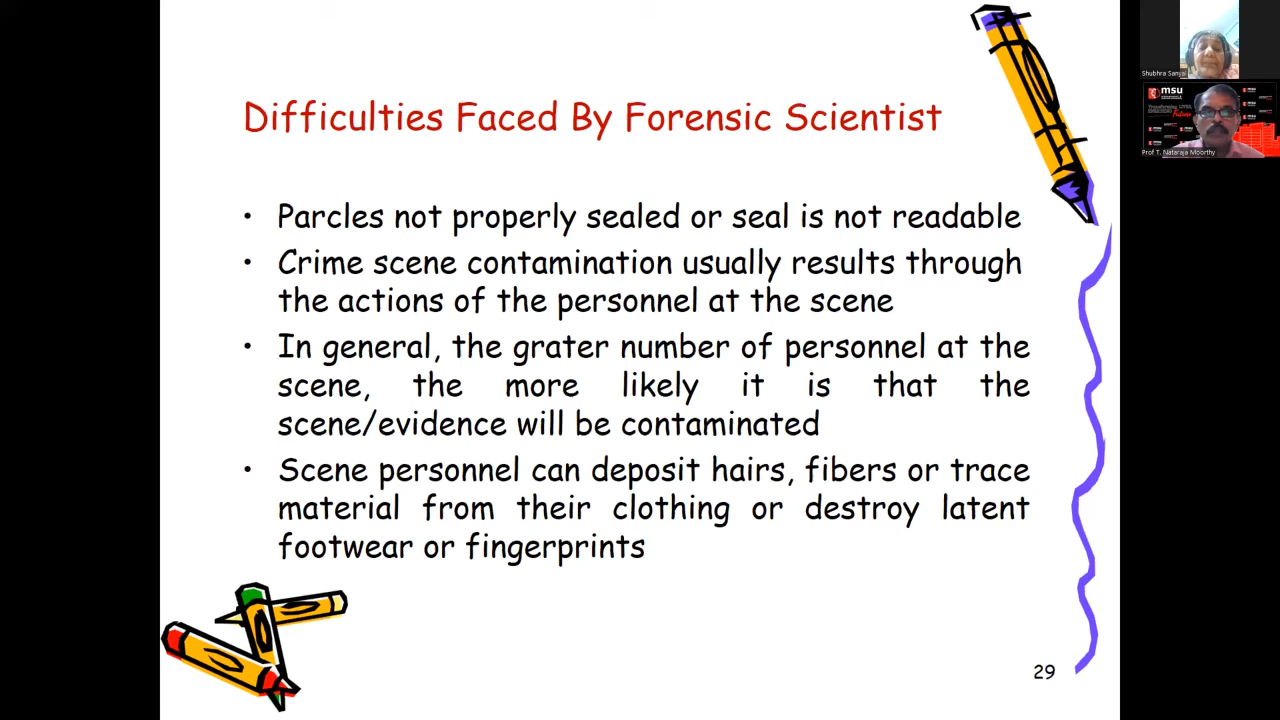 Difficulties Faced By Forensic Scientist
• Parcles not properly sealed or seal is not readable
• Crime scene contamination usually results through
the actions of the personnel at the scene
• In general, the grater number of personnel at the
scene, the more likely it is that the
scene/evidence will be contaminated
• Scene personnel can deposit hairs, fibers or trace
material from their clothing or destroy latent
footwear or fingerprints
29
Shubhra Sanyal
msu
Prof T. Nataraja Moorthy